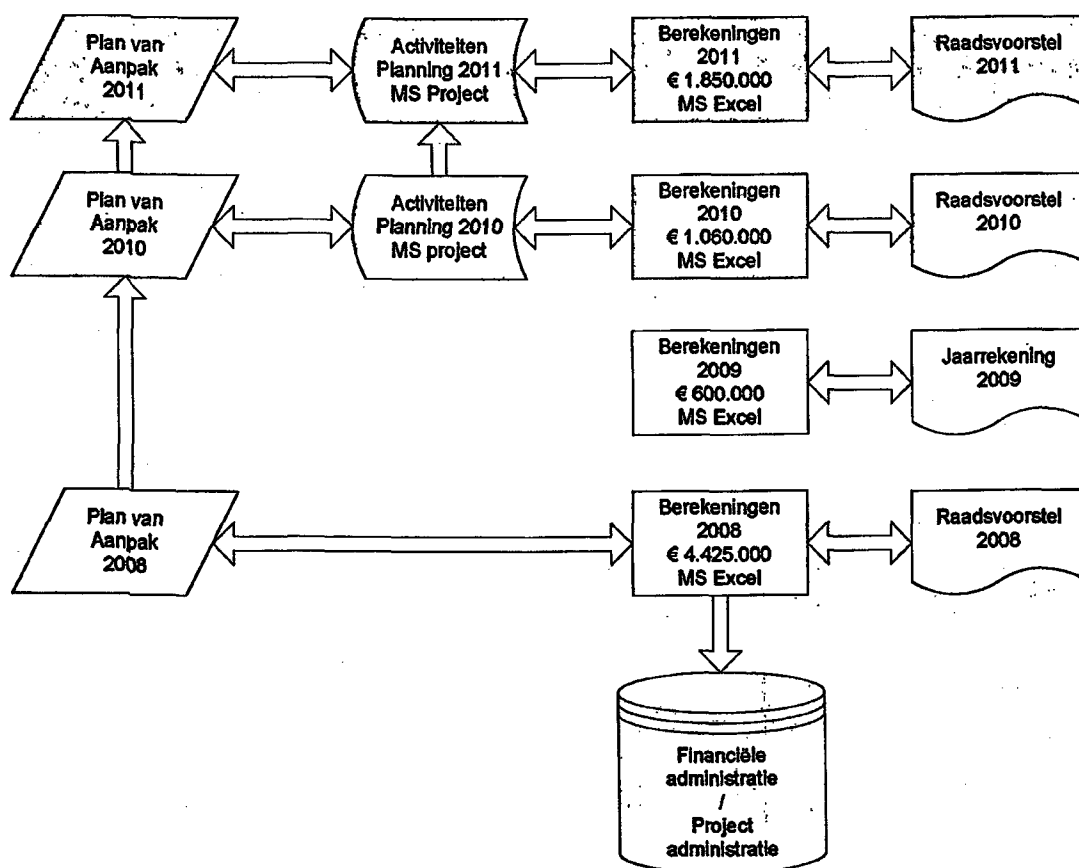 Plan van
Aanpak
2011
Activiteiten
Planning 2011
MS Project
Berekeningen
2011
€ 1.850.000
MS Excel
Raadsvoorstel
2011
Plan van
Aanpak
2010
Activiteiten
Planning 2010
MS project
Berekeningen
2010
€ 1.060.000
MS Excel
Raadsvoorstel
2010
Berekeningen
2009
€ 600.000
MS Excel
Jaarrekening
2009
Plan van
Aanpak
2008
Berekeningen
2008
€ 4.425.000
MS Excel
Raadsvoorstel
2008
Financiële
administratie
/
Project
administratie